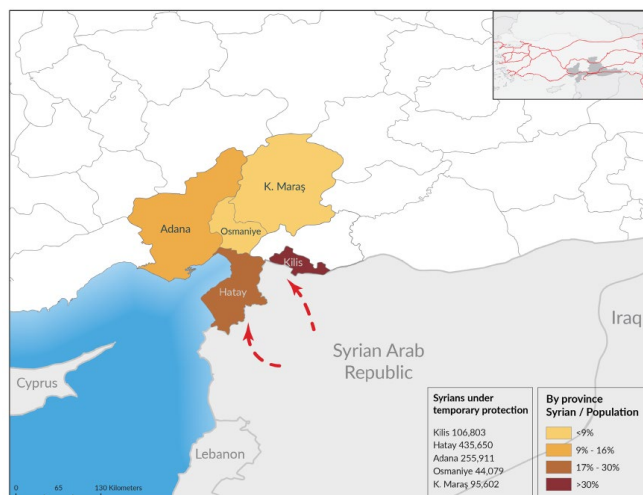 K. Maraş
Adana
Osmaniye
Kilis
Hatay
Iraq
Syrian Arab
Republic
Cyprus
Lebanon
0 65 130 Kilometers
Syrians under
temporary protection
Kilis 106,803
Hatay 435,650
Adana 255,911
Osmaniye 44,079
K. Maraş 95,602
By province
Syrian / Population
<9%
9% - 16%
17% - 30%
>30%